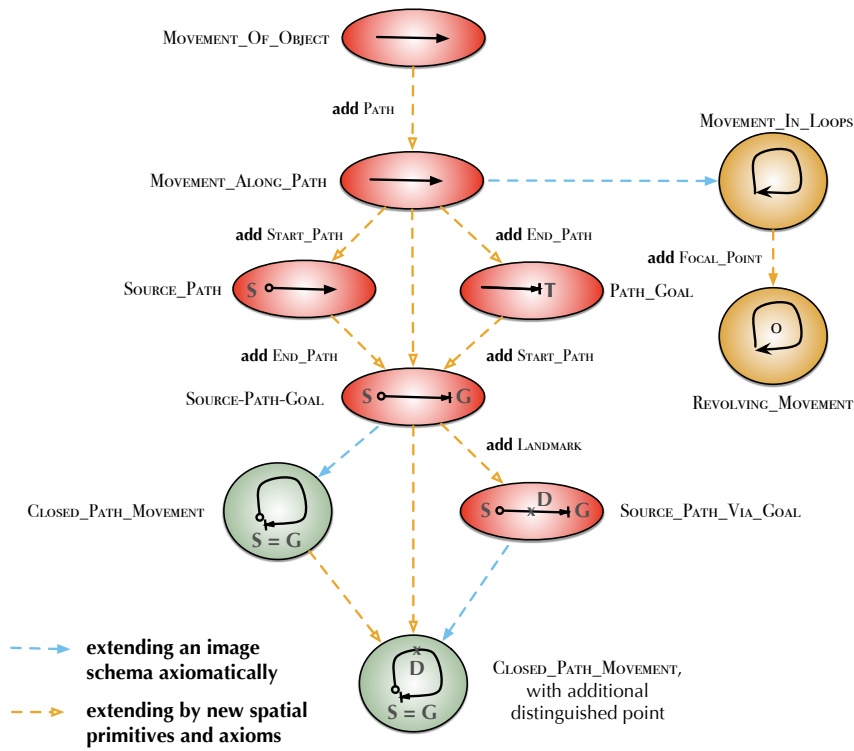 Movement_Of_Object
add Path
Movement_In_Loops
Movement_Along_Path
add Start_Path
add End_Path
add Focal_Point
Source_Path
S
T
Path_Goal
O
add End_Path
add Start_Path
Source-Path-Goal
S
G
Revolving_Movement
add Landmark
Closed_Path_Movement
S = G
S
D
x
G
Source_Path_Via_Goal
x
D
S = G
Closed_Path_Movement,
with additional
distinguished point
extending an image
schema axiomatically
extending by new spatial
primitives and axioms